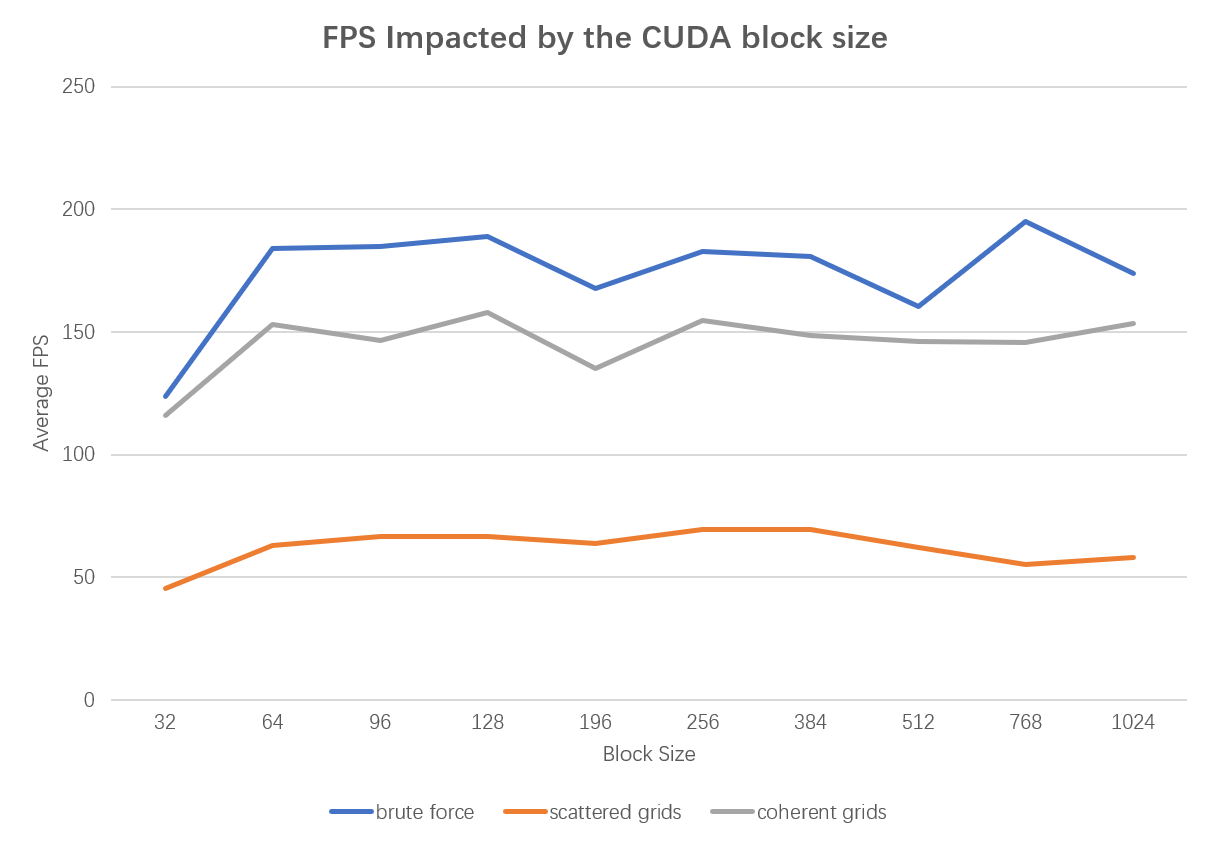 FPS Impacted by the CUDA block size
250
200
150
100
50
0
Average FPS
32 64 96 128 196 256 384 512 768 1024
Block Size
brute force scattered grids coherent grids